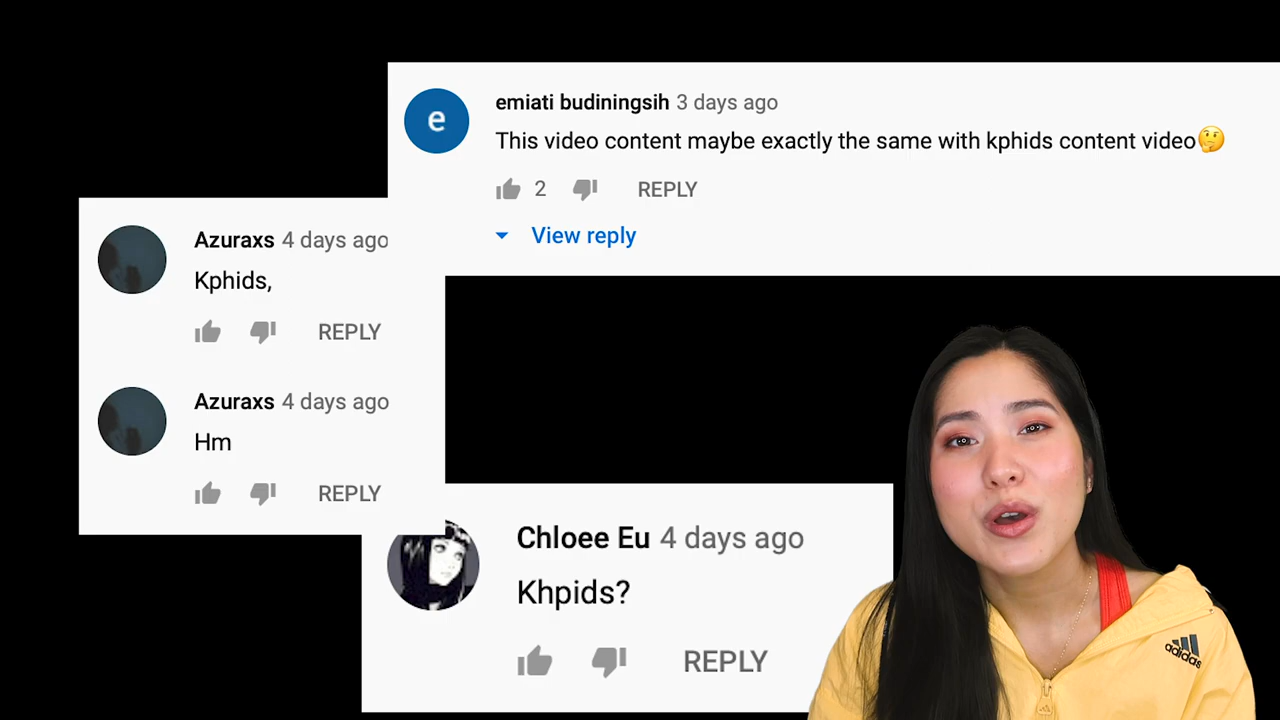 e
emiati budiningsih 3 days ago
This video content maybe exactly the same with kphids content video🤔
2 REPLY
View reply
Azuraxs 4 days ago
Kphids,
REPLY
Azuraxs 4 days ago
Hm
REPLY
Chloee Eu 4 days ago
Khpids?
REPLY
adidas